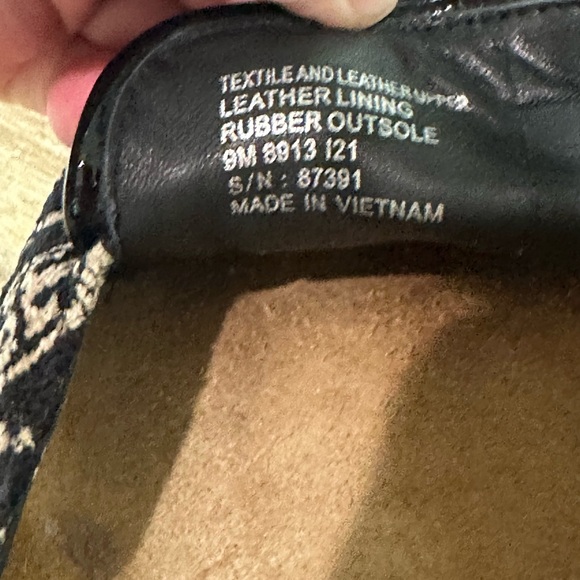 TEXTILE AND LEATHER UPPER
LEATHER LINING
RUBBER OUTSOLE
9M 8913 I21
S/N : 87391
MADE IN VIETNAM